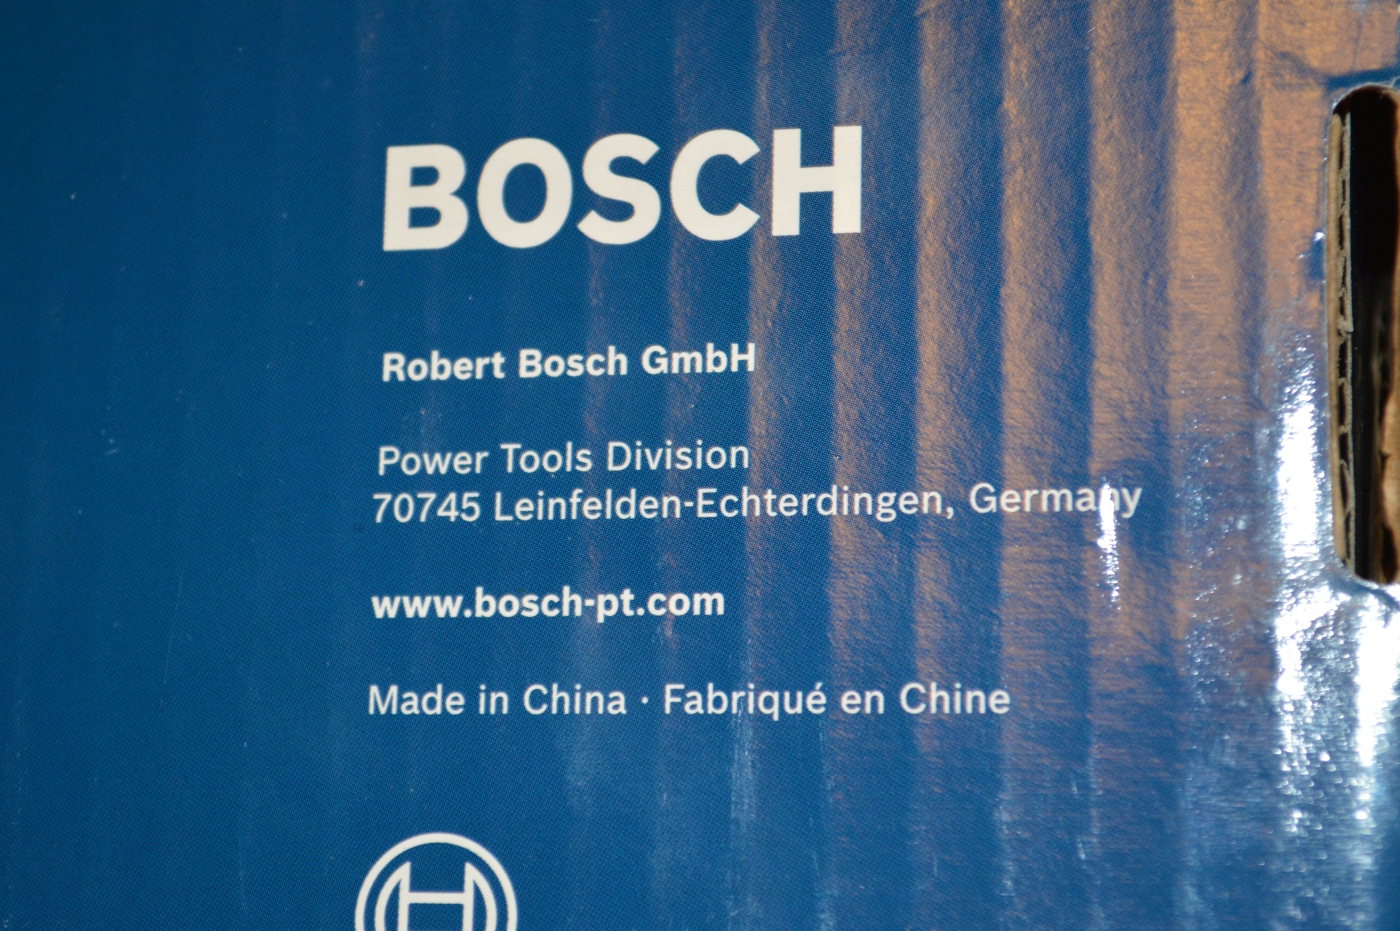 BOSCH
Robert Bosch GmbH
Power Tools Division
70745 Leinfelden-Echterdingen, Germany
www.bosch-pt.com
Made in China · Fabriqué en Chine